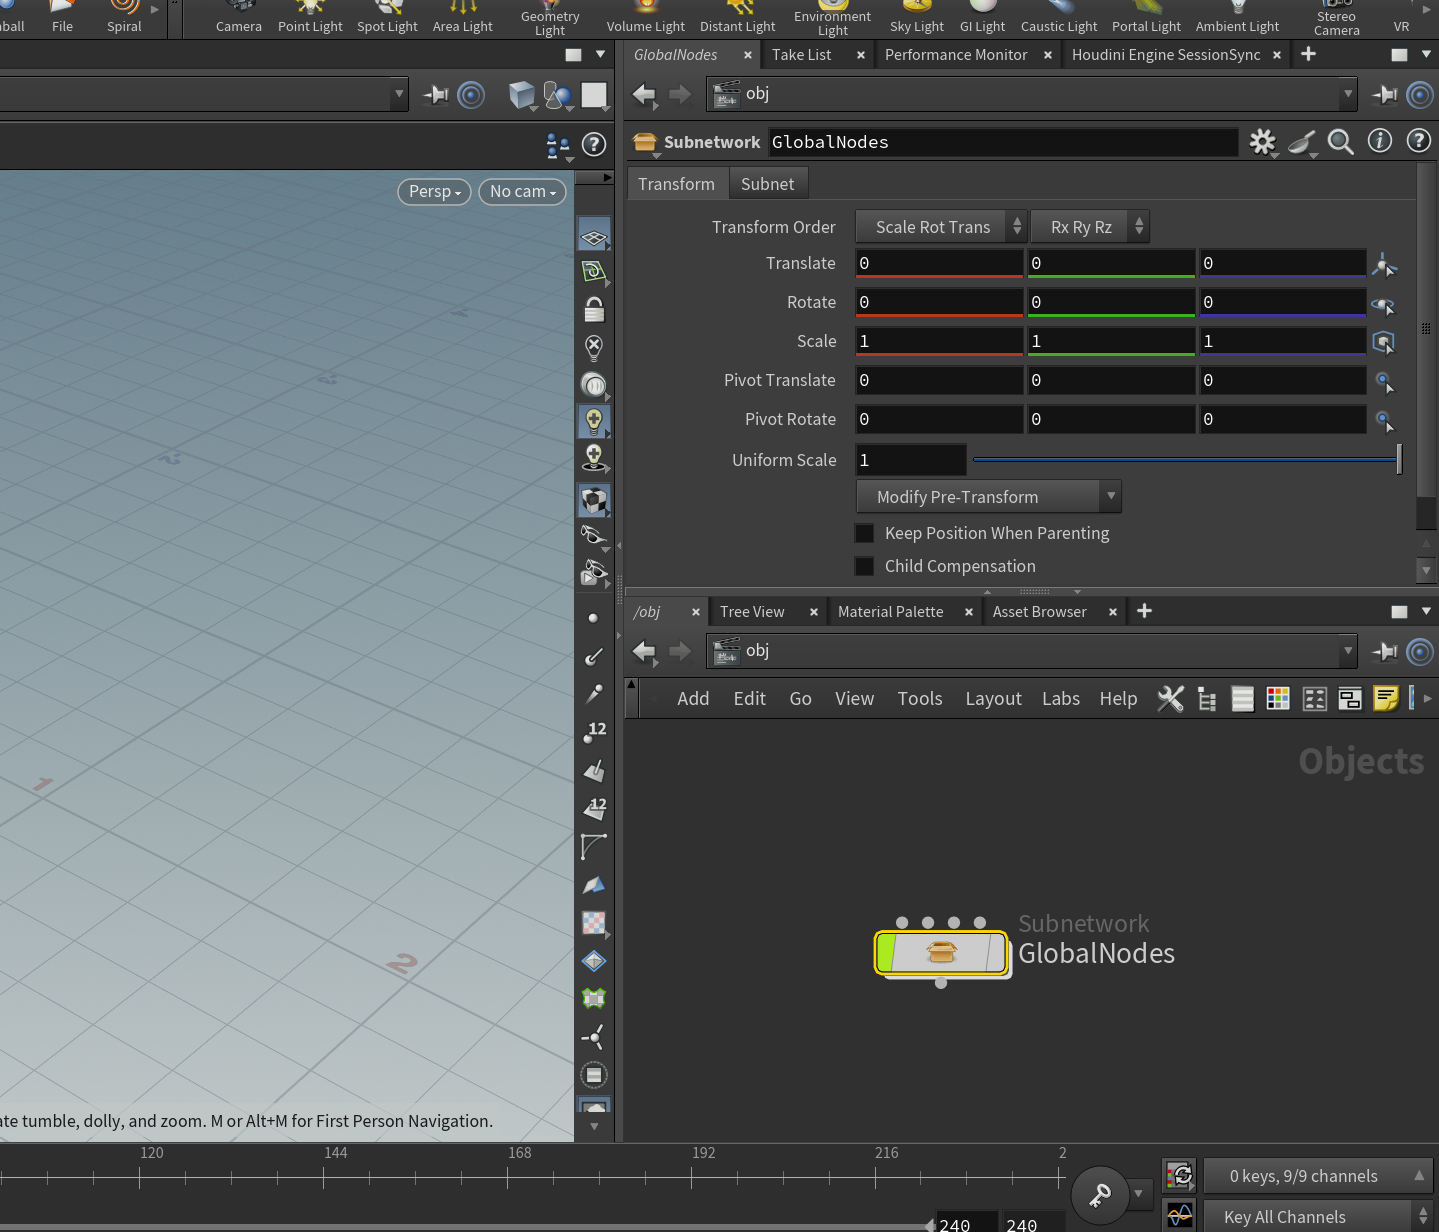 ball File Spiral Camera Point Light Spot Light Area Light Geometry Light Volume Light Distant Light Environment Light Sky Light GI Light Caustic Light Portal Light Ambient Light Stereo Camera VR
GlobalNodes Take List Performance Monitor Houdini Engine SessionSync
obj
Subnetwork GlobalNodes
Persp No cam
Transform Subnet
Transform Order Scale Rot Trans Rx Ry Rz
Translate 0 0 0
Rotate 0 0 0
Scale 1 1 1
Pivot Translate 0 0 0
Pivot Rotate 0 0 0
Uniform Scale 1
Modify Pre-Transform
Keep Position When Parenting
Child Compensation
/obj Tree View Material Palette Asset Browser
obj
Add Edit Go View Tools Layout Labs Help
12
12
1
2
Objects
Subnetwork
GlobalNodes
ate tumble, dolly, and zoom. M or Alt+M for First Person Navigation.
120 144 168 192 216 2
0 keys, 9/9 channels
240 240 Key All Channels